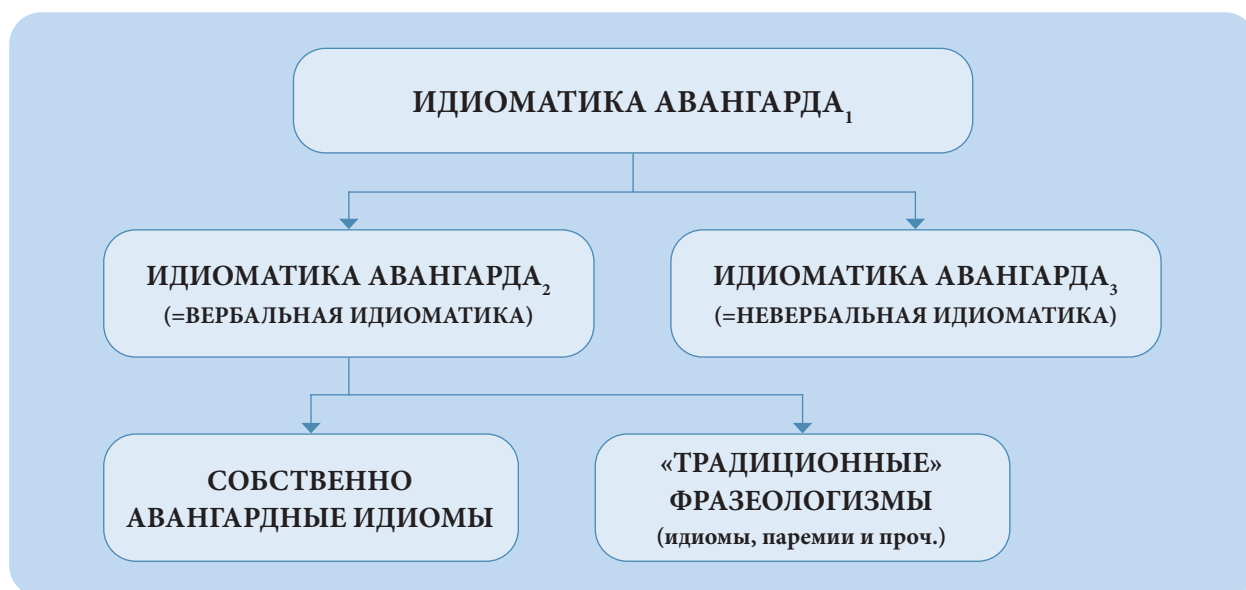 ИДИОМАТИКА АВАНГАРДА₁
ИДИОМАТИКА АВАНГАРДА₂
(=ВЕРБАЛЬНАЯ ИДИОМАТИКА)
ИДИОМАТИКА АВАНГАРДА₃
(=НЕВЕРБАЛЬНАЯ ИДИОМАТИКА)
СОБСТВЕННО
АВАНГАРДНЫЕ ИДИОМЫ
«ТРАДИЦИОННЫЕ»
ФРАЗЕОЛОГИЗМЫ
(идиомы, паремии и проч.)